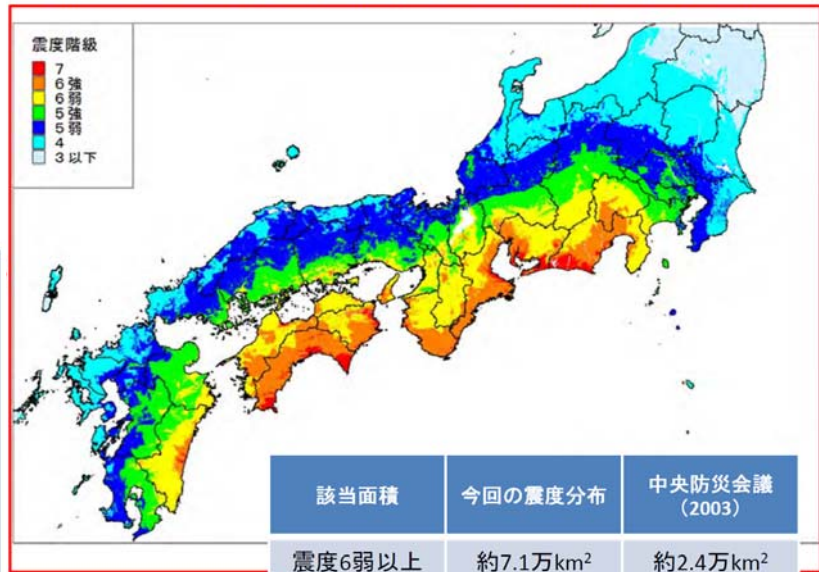 震度階級
7
6強
6弱
5強
5弱
4
3以下
該当面積
今回の震度分布
中央防災会議
（2003）
震度6弱以上
約7.1万km²
約2.4万km²